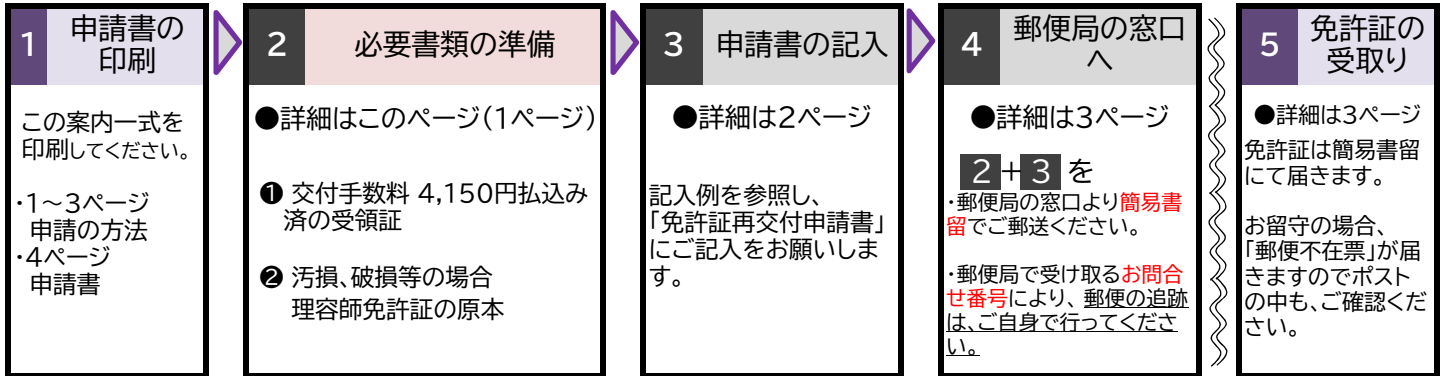 1
申請書の
印刷
この案内一式を
印刷してください。
・1～3ページ
申請の方法
・4ページ
申請書
2
必要書類の準備
●詳細はこのページ(1ページ)
❶ 交付手数料 4,150円払込み
済の受領証
❷ 汚損、破損等の場合
理容師免許証の原本
3
申請書の記入
●詳細は2ページ
記入例を参照し、
「免許証再交付申請書」
にご記入をお願いしま
す。
4
郵便局の窓口
へ
●詳細は3ページ
2+3 を
・郵便局の窓口より簡易書
留でご郵送ください。
・郵便局で受け取るお問合
せ番号により、郵便の追跡
は、ご自身で行ってくださ
い。
5
免許証の
受取り
●詳細は3ページ
免許証は簡易書留
にて届きます。
お留守の場合、
「郵便不在票」が届
きますのでポスト
の中も、ご確認くだ
さい。